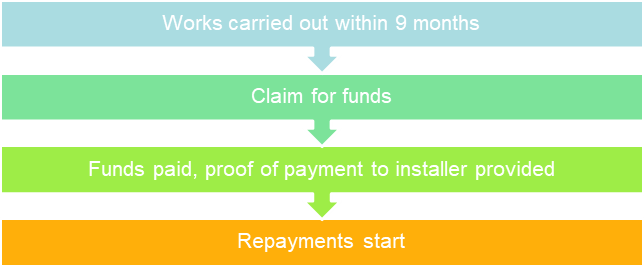 Works carried out within 9 months
Claim for funds
Funds paid, proof of payment to installer provided
Repayments start